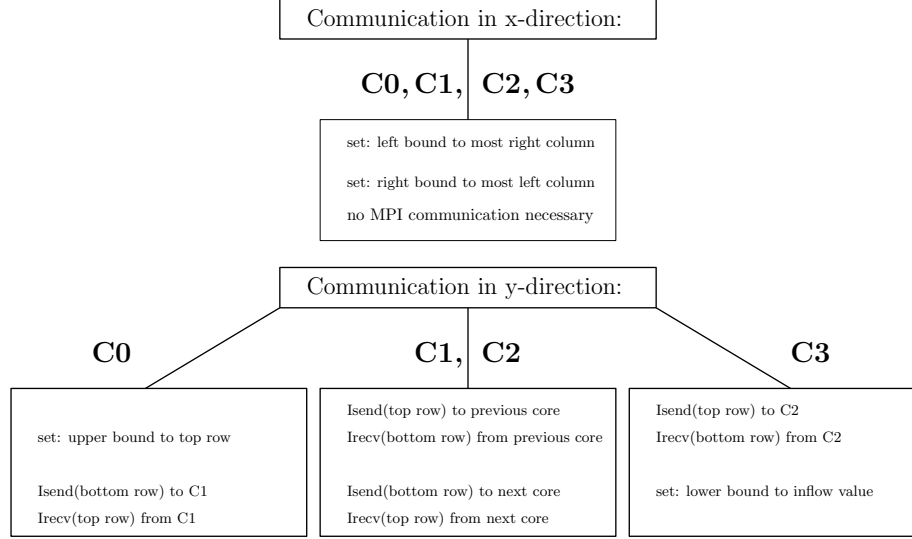 Communication in x-direction:
C0, C1, C2, C3
set: left bound to most right column
set: right bound to most left column
no MPI communication necessary
Communication in y-direction:
C0
set: upper bound to top row
Isend(bottom row) to C1
Irecv(top row) from C1
C1, C2
Isend(top row) to previous core
Irecv(bottom row) from previous core
Isend(bottom row) to next core
Irecv(top row) from next core
C3
Isend(top row) to C2
Irecv(bottom row) from C2
set: lower bound to inflow value